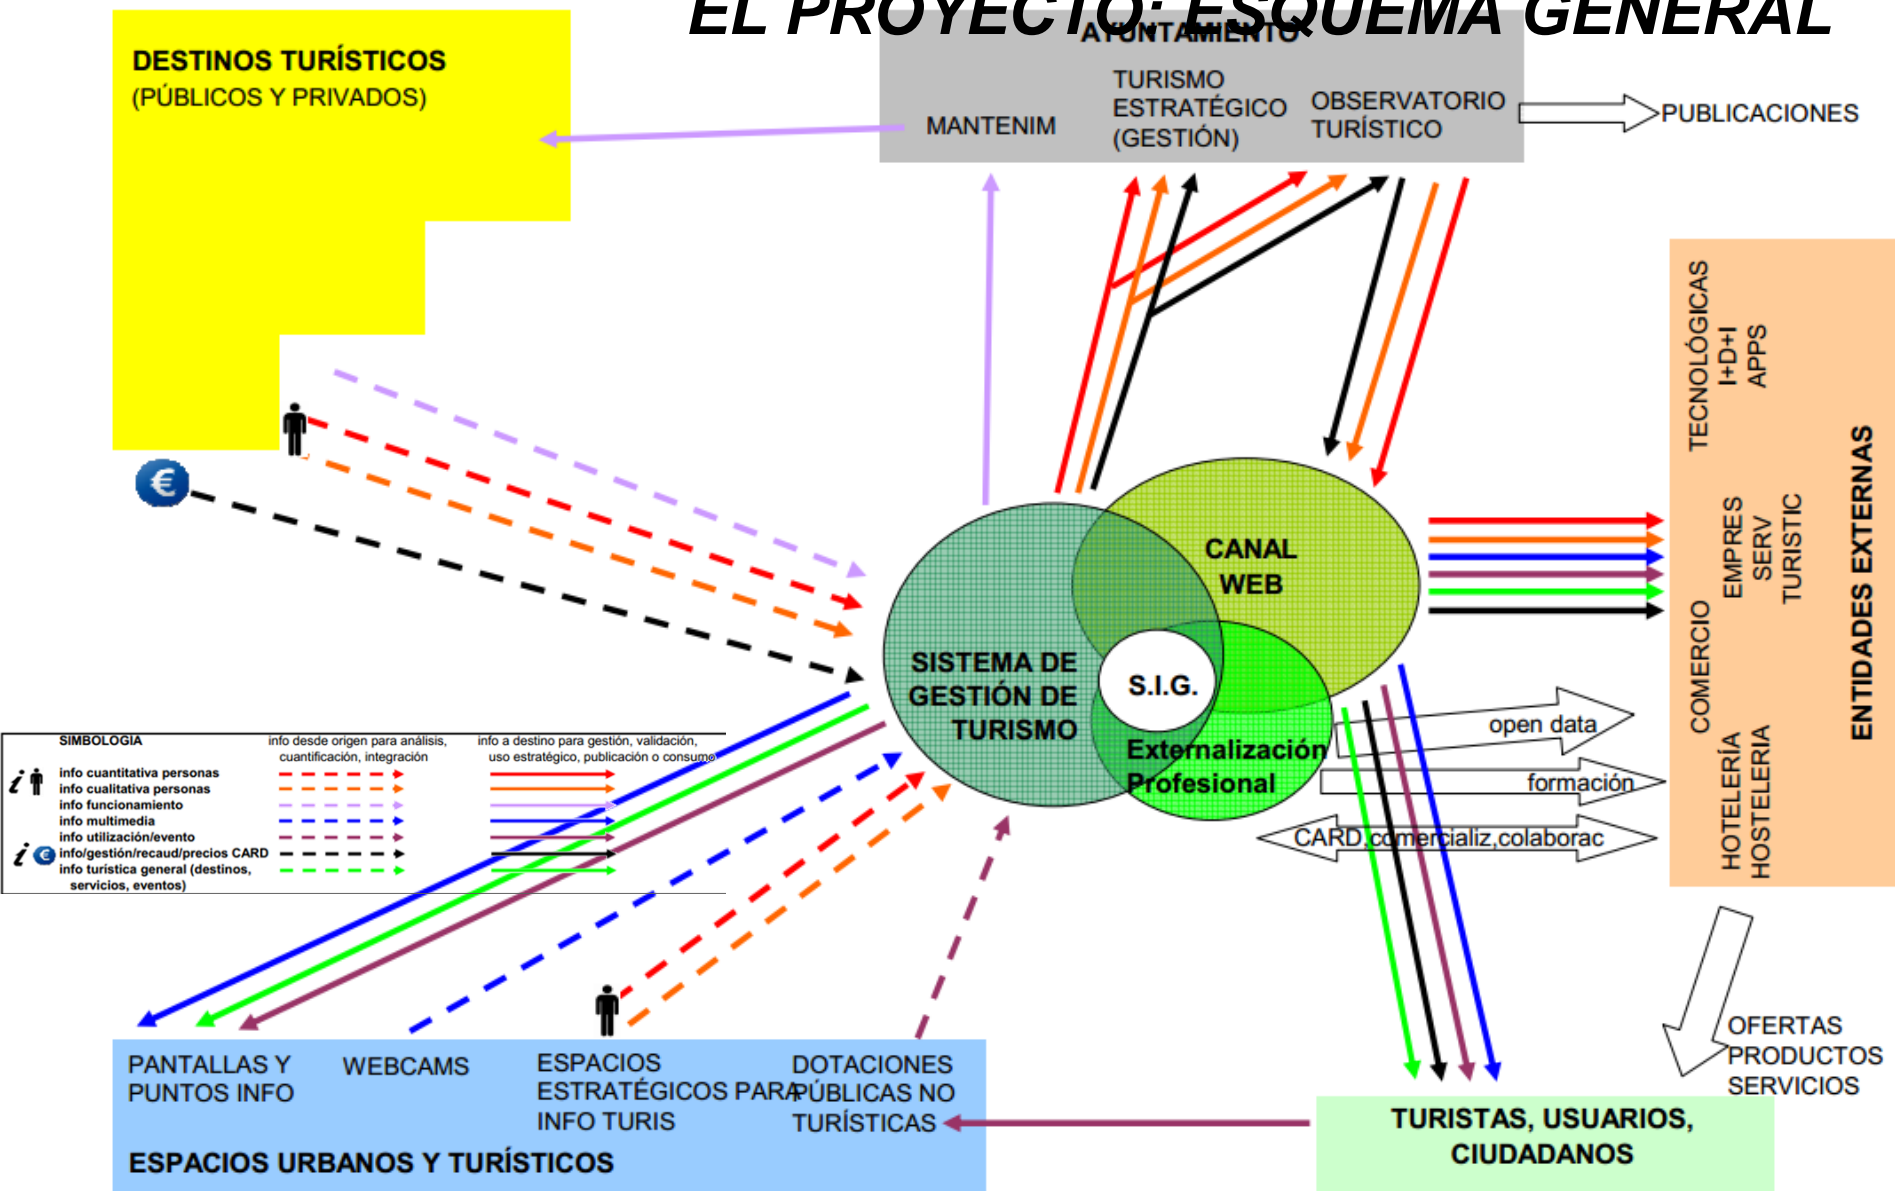 EL PROYECTO: ESQUEMA GENERAL
DESTINOS TURÍSTICOS
(PÚBLICOS Y PRIVADOS)
AYUNTAMIENTO
MANTENIM
TURISMO
ESTRATÉGICO
(GESTIÓN)
OBSERVATORIO
TURÍSTICO
PUBLICACIONES
TECNOLÓGICAS
I+D+I
APPS
EMPRES
SERV
TURISTIC
COMERCIO
HOTELERÍA
HOSTELERIA
ENTIDADES EXTERNAS
€
CANAL
WEB
SISTEMA DE
GESTIÓN DE
TURISMO
S.I.G.
Externalización
Profesional
open data
formación
CARD,comercializ,colaborac
SIMBOLOGIA
info desde origen para análisis,
cuantificación, integración
info a destino para gestión, validación,
uso estratégico, publicación o consumo
i info cuantitativa personas
info cualitativa personas
info funcionamiento
info multimedia
info utilización/evento
i € info/gestión/recaud/precios CARD
info turística general (destinos,
servicios, eventos)
PANTALLAS Y
PUNTOS INFO
WEBCAMS
ESPACIOS
ESTRATÉGICOS PARA
INFO TURIS
DOTACIONES
PÚBLICAS NO
TURÍSTICAS
ESPACIOS URBANOS Y TURÍSTICOS
OFERTAS
PRODUCTOS
SERVICIOS
TURISTAS, USUARIOS,
CIUDADANOS